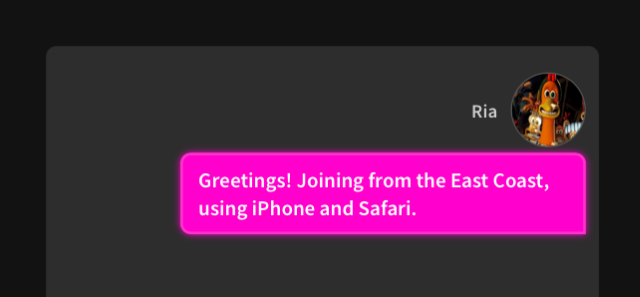 Ria
Greetings! Joining from the East Coast,
using iPhone and Safari.